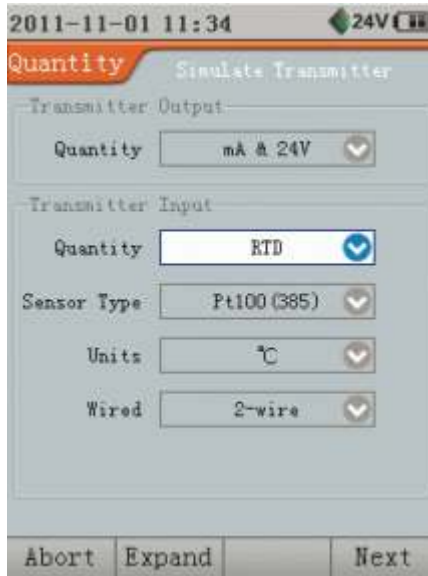 2011-11-01 11:34 24V
Quantity Simulate Transmitter
Transmitter Output
Quantity mA & 24V
Transmitter Input
Quantity RTD
Sensor Type Pt100(385)
Units ℃
Wired 2-wire
Abort Expand Next